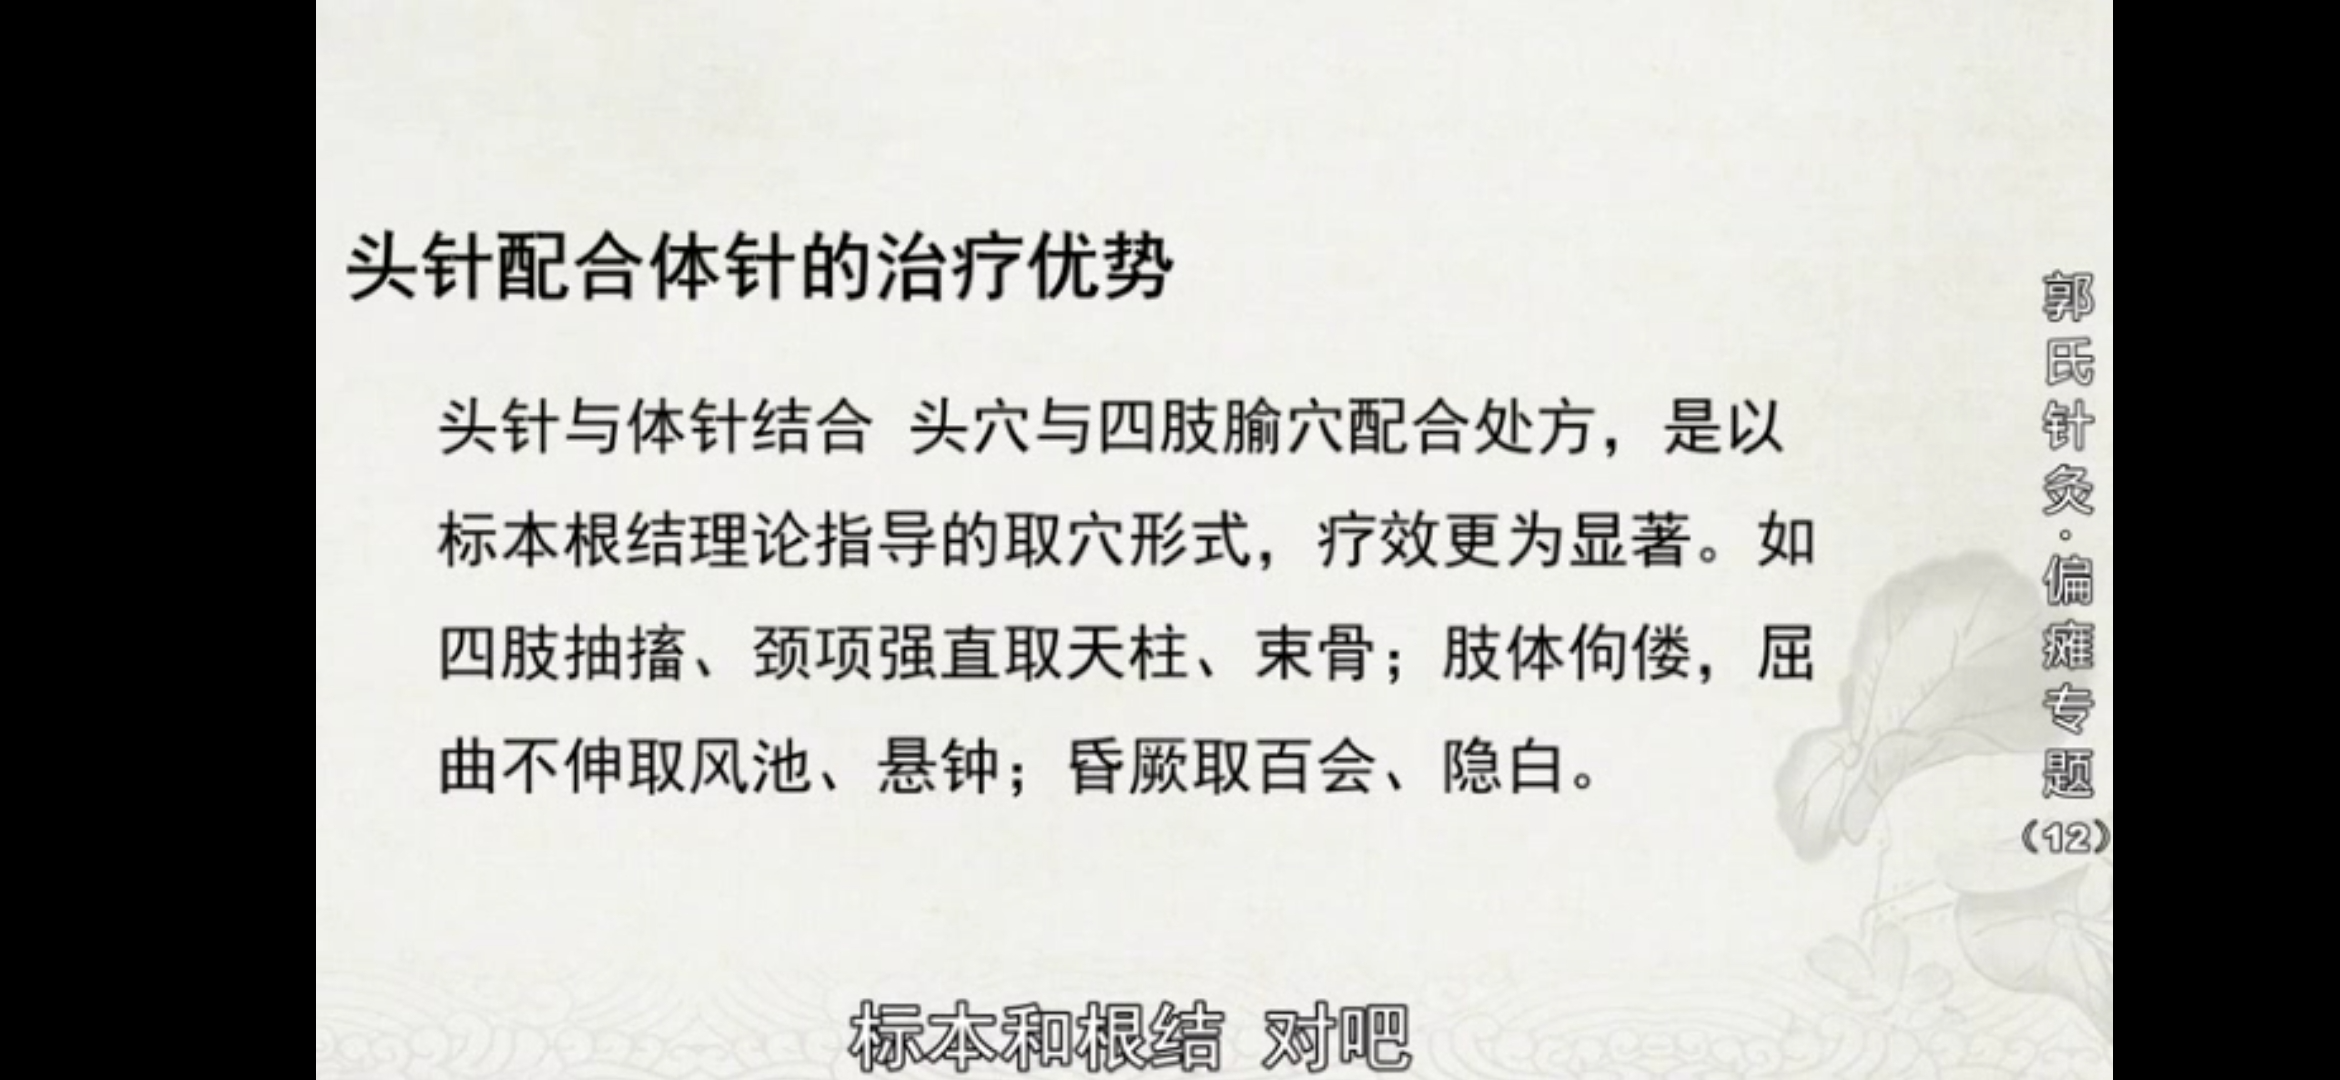 头针配合体针的治疗优势
头针与体针结合 头穴与四肢腧穴配合处方，是以
标本根结理论指导的取穴形式，疗效更为显著。如
四肢抽搐、颈项强直取天柱、束骨；肢体佝偻，屈
曲不伸取风池、悬钟；昏厥取百会、隐白。
郭氏针灸·偏瘫专题（12）
标本和根结 对吧